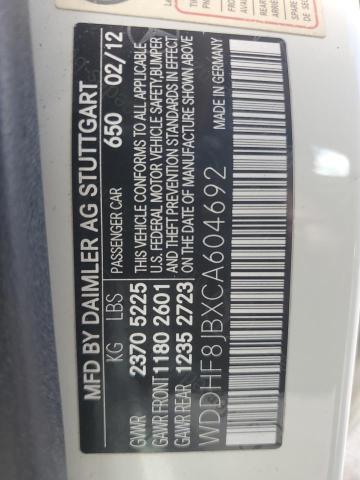 MFD BY DAIMLER AG STUTTGART
KG LBS PASSENGER CAR 650 02/12
GVWR 2370 5225 THIS VEHICLE CONFORMS TO ALL APPLICABLE
U.S. FEDERAL MOTOR VEHICLE SAFETY,BUMPER
GAWR FRONT 1180 2601 AND THEFT PREVENTION STANDARDS IN EFFECT
GAWR REAR 1235 2723 ON THE DATE OF MANUFACTURE SHOWN ABOVE
WDDHF8JBXCA604692 MADE IN GERMANY